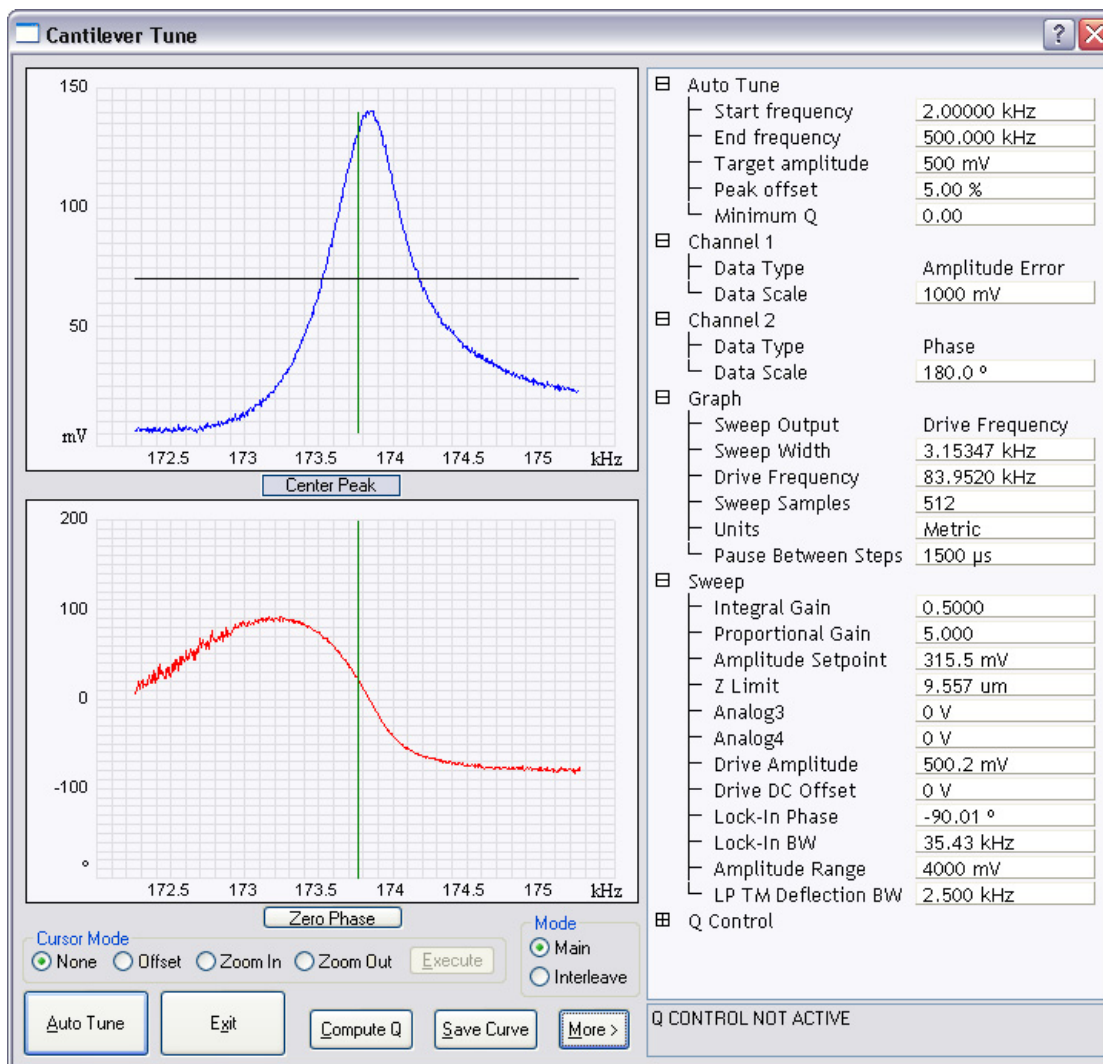 Cantilever Tune
?
150
100
50
mV
172.5 173 173.5 174 174.5 175 kHz
Center Peak
200
100
0
-100
°
172.5 173 173.5 174 174.5 175 kHz
Zero Phase
Cursor Mode
None Offset Zoom In Zoom Out Execute
Mode
Main
Interleave
Auto Tune Exit Compute Q Save Curve More >
Auto Tune
Start frequency 2.00000 kHz
End frequency 500.000 kHz
Target amplitude 500 mV
Peak offset 5.00 %
Minimum Q 0.00
Channel 1
Data Type Amplitude Error
Data Scale 1000 mV
Channel 2
Data Type Phase
Data Scale 180.0 º
Graph
Sweep Output Drive Frequency
Sweep Width 3.15347 kHz
Drive Frequency 83.9520 kHz
Sweep Samples 512
Units Metric
Pause Between Steps 1500 µs
Sweep
Integral Gain 0.5000
Proportional Gain 5.000
Amplitude Setpoint 315.5 mV
Z Limit 9.557 um
Analog3 0 V
Analog4 0 V
Drive Amplitude 500.2 mV
Drive DC Offset 0 V
Lock-In Phase -90.01 º
Lock-In BW 35.43 kHz
Amplitude Range 4000 mV
LP TM Deflection BW 2.500 kHz
Q Control
Q CONTROL NOT ACTIVE